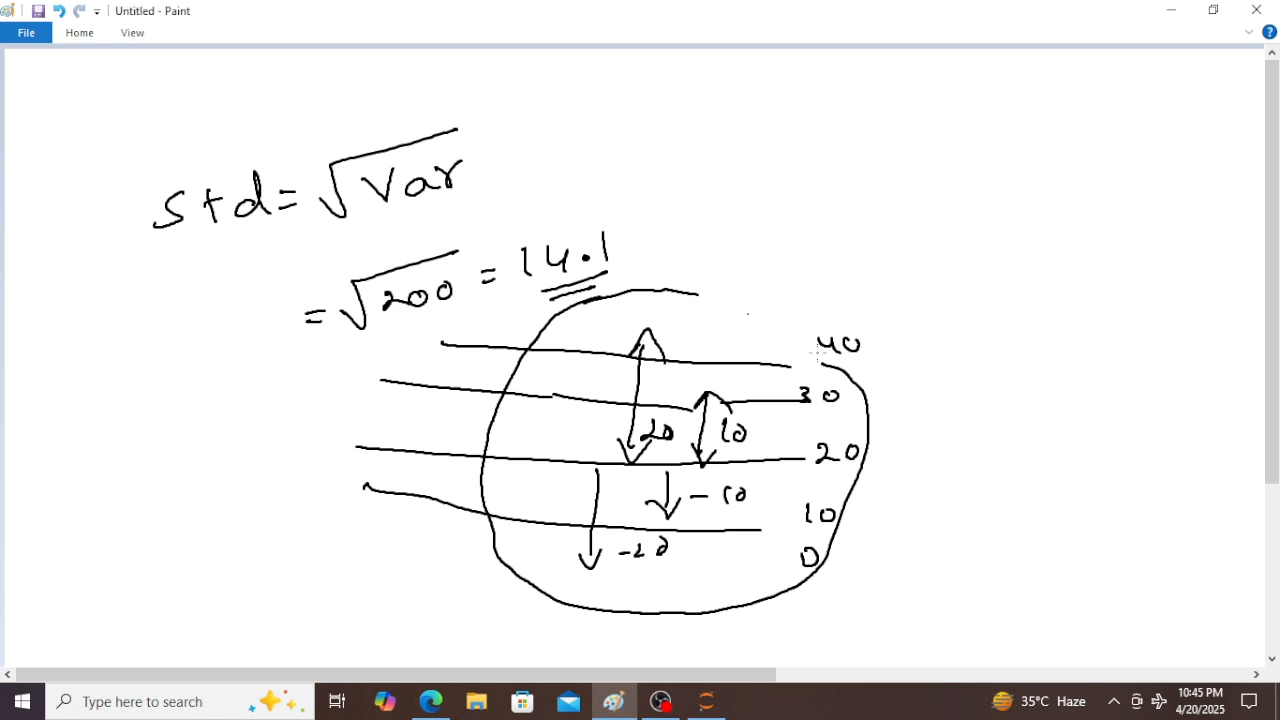 Untitled - Paint
File Home View
Std = √Var
= √200 = 14.1
40
30
20 10
20
-10
10
-20
0
Type here to search
35°C Haze
10:45 PM
4/20/2025